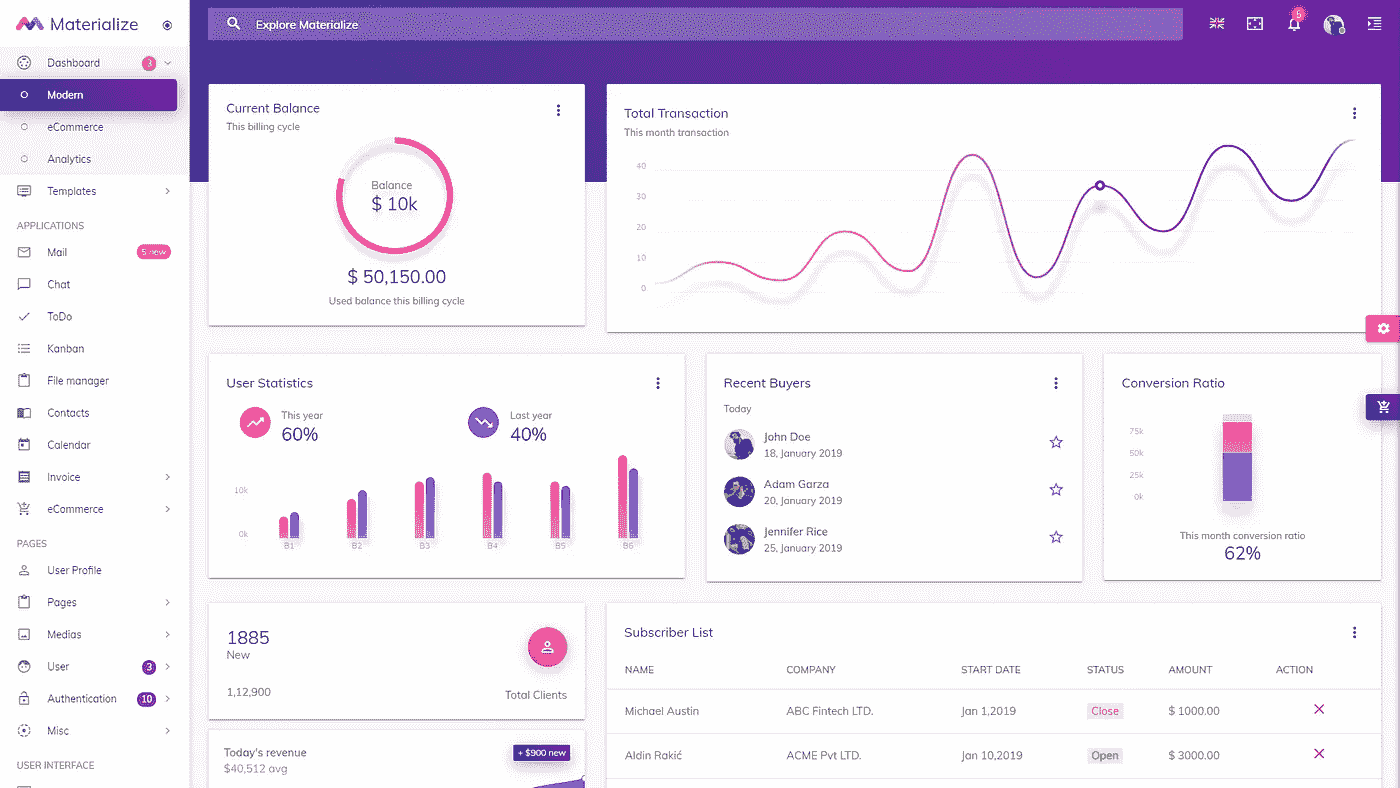 Materialize
Dashboard 3
Modern
eCommerce
Analytics
Templates
APPLICATIONS
Mail 5 new
Chat
ToDo
Kanban
File manager
Contacts
Calendar
Invoice
eCommerce
PAGES
User Profile
Pages
Medias
User 3
Authentication 10
Misc
USER INTERFACE
Explore Materialize
5
Current Balance
This billing cycle
Balance
$ 10k
$ 50,150.00
Used balance this billing cycle
Total Transaction
This month transaction
40
30
20
10
0
User Statistics
This year
60%
Last year
40%
10k
0k
B1 B2 B3 B4 B5 B6
Recent Buyers
Today
John Doe
18, January 2019
Adam Garza
20, January 2019
Jennifer Rice
25, January 2019
Conversion Ratio
75k
50k
25k
0k
This month conversion ratio
62%
1885
New
1,12,900
Total Clients
Today's revenue
$40,512 avg
+ $900 new
Subscriber List
NAME COMPANY START DATE STATUS AMOUNT ACTION
Michael Austin ABC Fintech LTD. Jan 1,2019 Close $ 1000.00
Aldin Rakić ACME Pvt LTD. Jan 10,2019 Open $ 3000.00